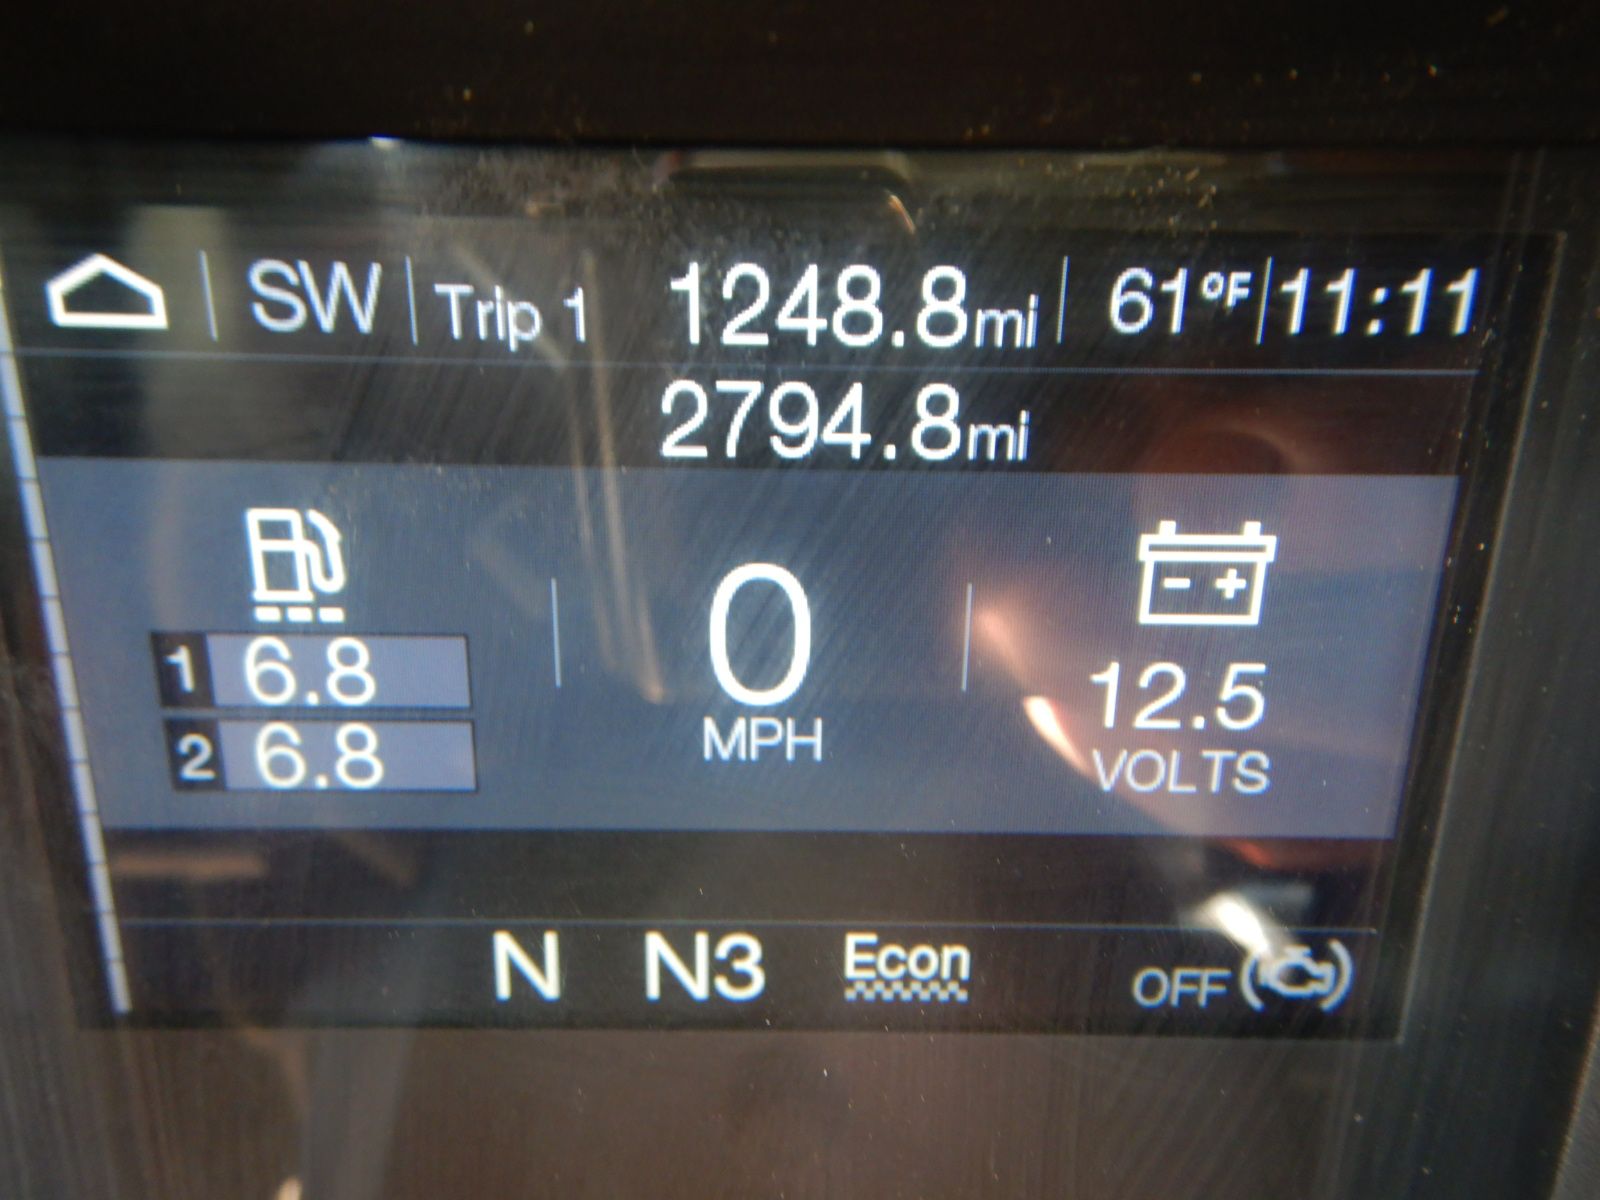 SW Trip 1 1248.8mi 61°F 11:11
2794.8mi
1 6.8
2 6.8
0
MPH
- +
12.5
VOLTS
N N3 Econ OFF